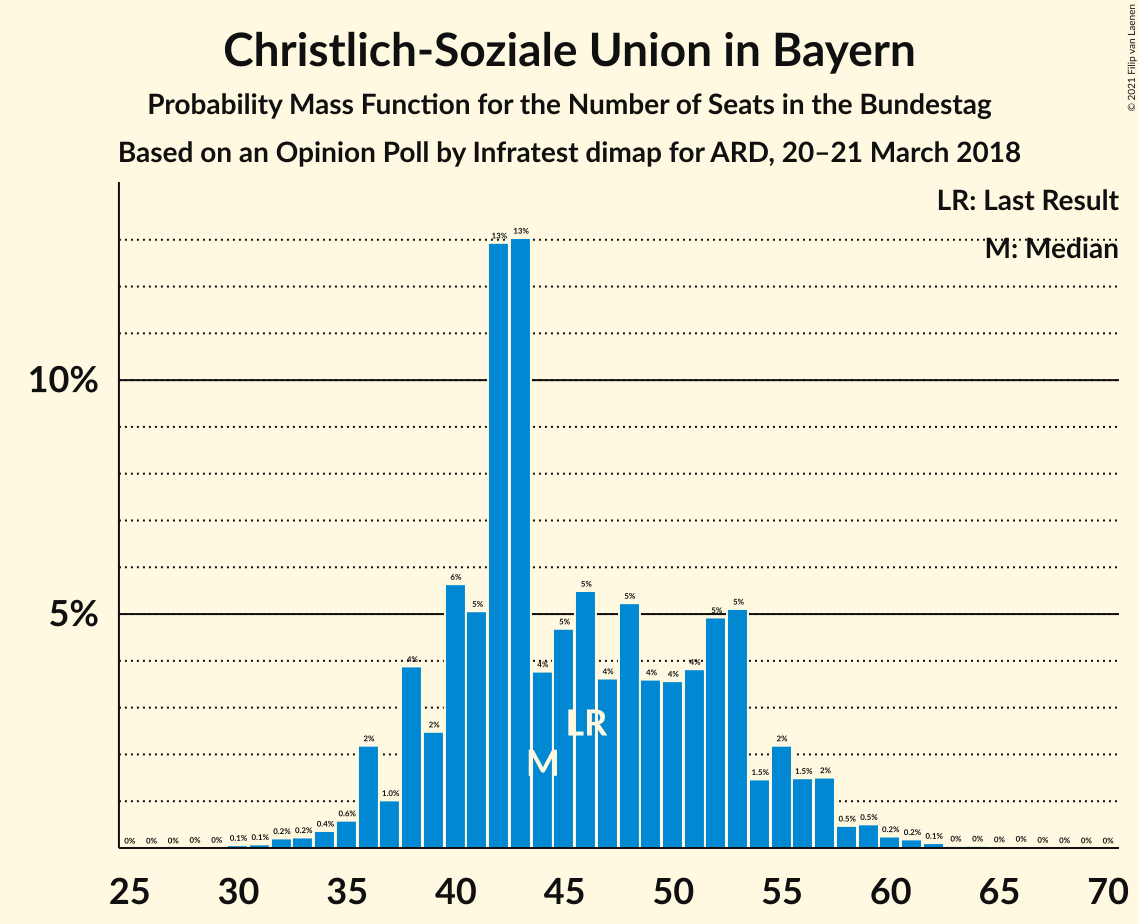 Christlich-Soziale Union in Bayern
Probability Mass Function for the Number of Seats in the Bundestag
Based on an Opinion Poll by Infratest dimap for ARD, 20–21 March 2018
© 2021 Filip van Laenen
LR: Last Result
M: Median
10%
5%
0% 0% 0% 0% 0% 0.1% 0.1% 0.2% 0.2% 0.4% 0.6% 2% 1.0% 4% 2% 6% 5% 13% 13% 4% 5% 5% 4% 5% 4% 4% 4% 5% 5% 1.5% 2% 1.5% 2% 0.5% 0.5% 0.2% 0.2% 0.1% 0% 0% 0% 0% 0% 0% 0% 0%
LR
M
25 30 35 40 45 50 55 60 65 70